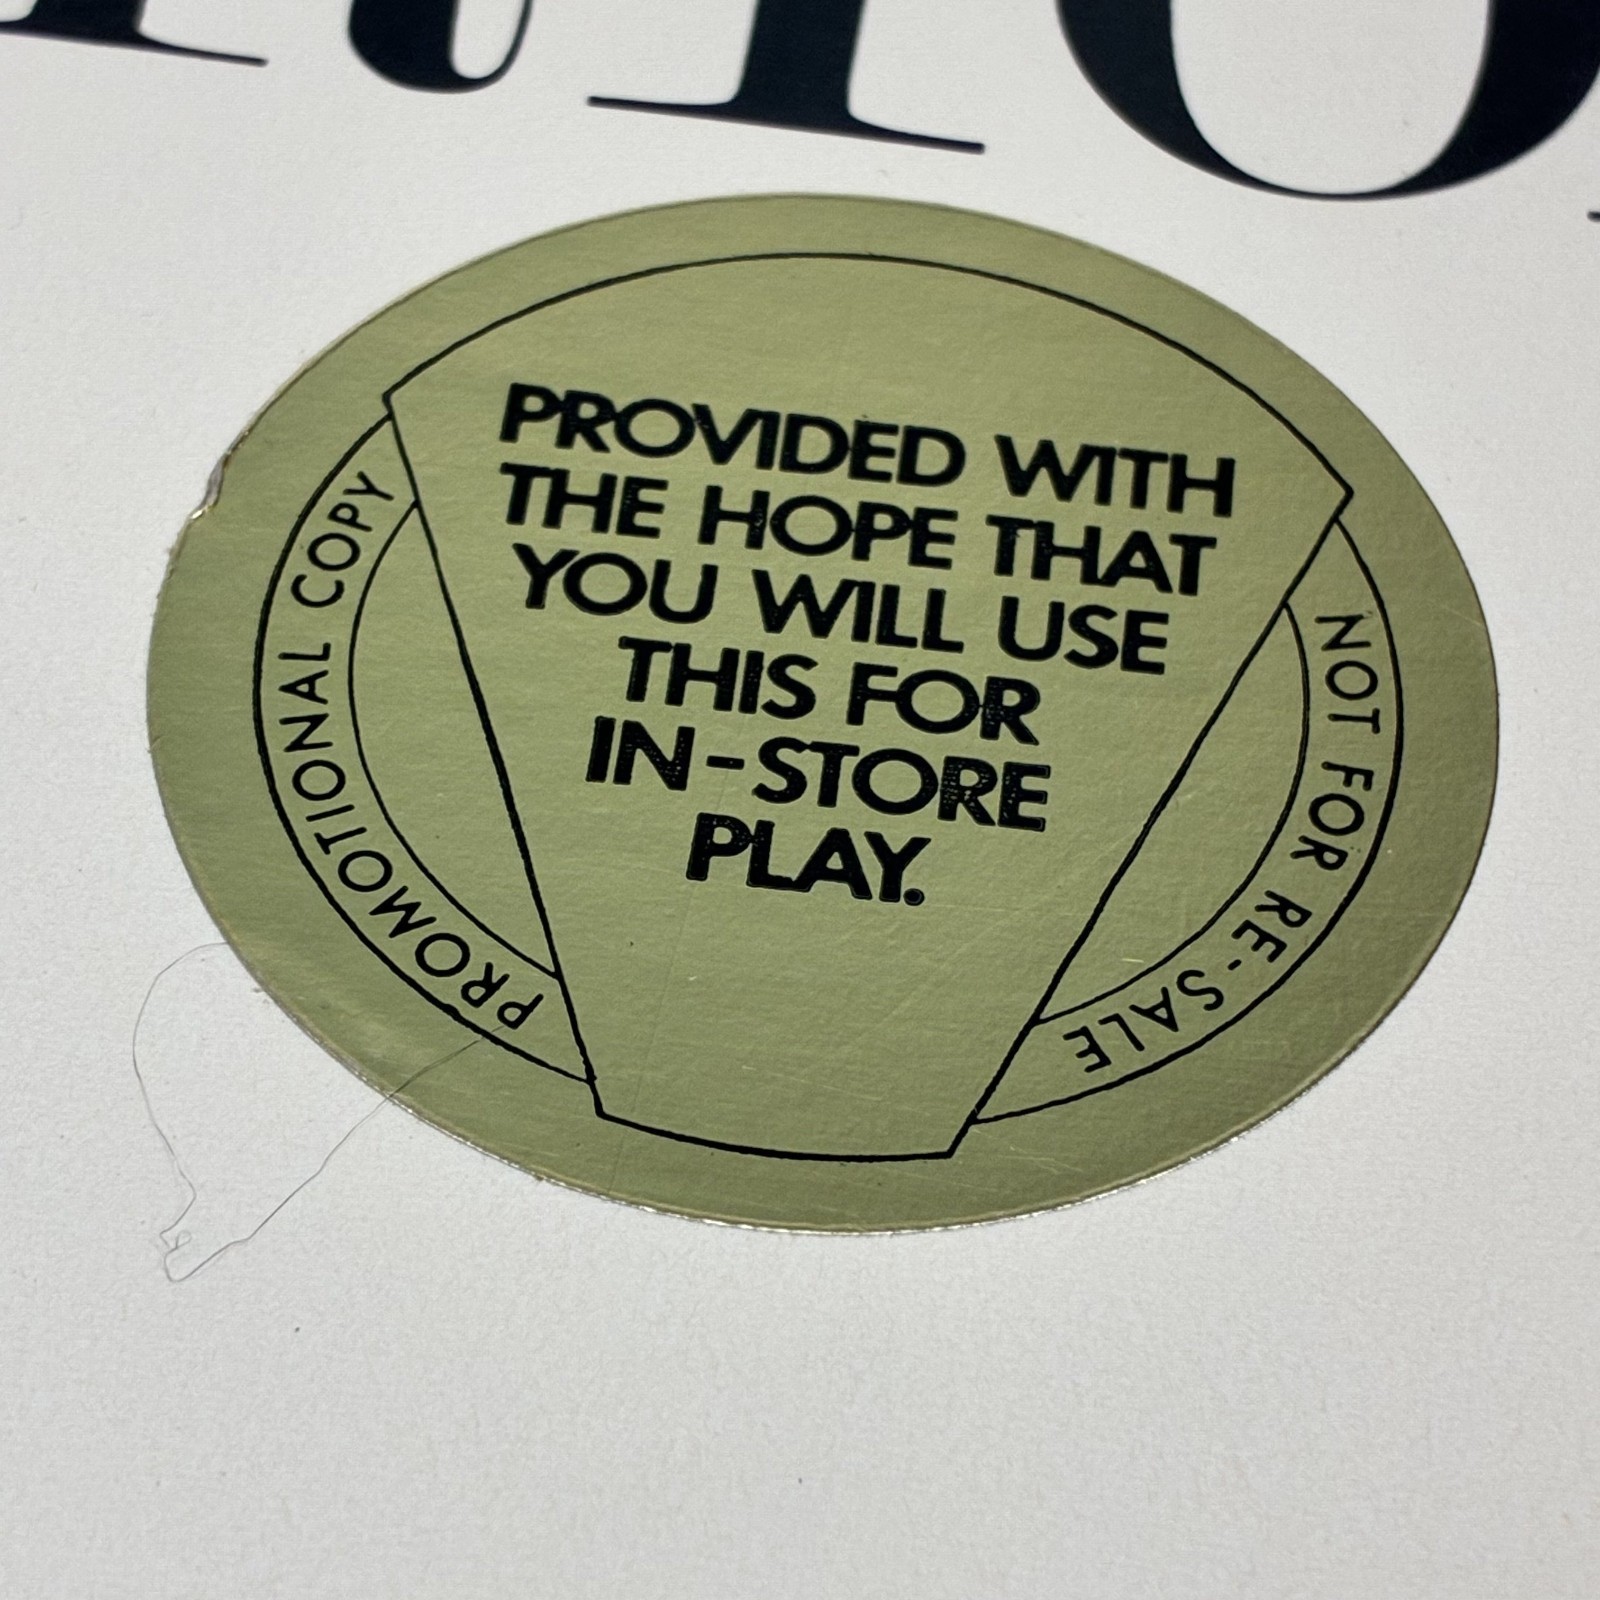 PROVIDED WITH
THE HOPE THAT
YOU WILL USE
THIS FOR
IN-STORE
PLAY.
PROMOTIONAL COPY
NOT FOR RE-SALE